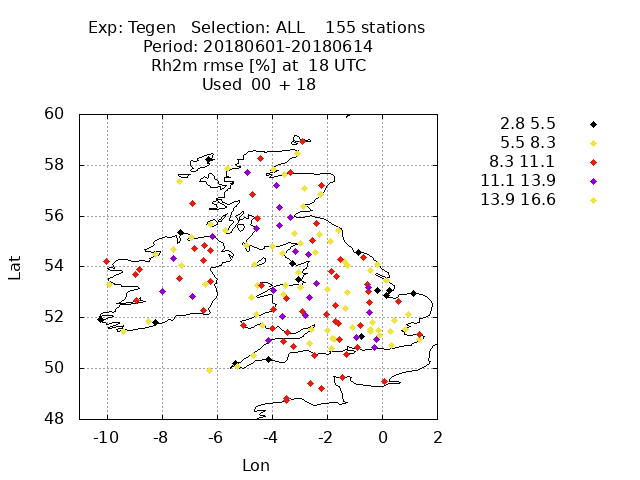 Exp: Tegen   Selection: ALL    155 stations
Period: 20180601-20180614
Rh2m rmse [%] at  18 UTC
Used  00  + 18
2.8 5.5
5.5 8.3
8.3 11.1
11.1 13.9
13.9 16.6
60
58
56
54
52
50
48
Lat
-10 -8 -6 -4 -2 0 2
Lon